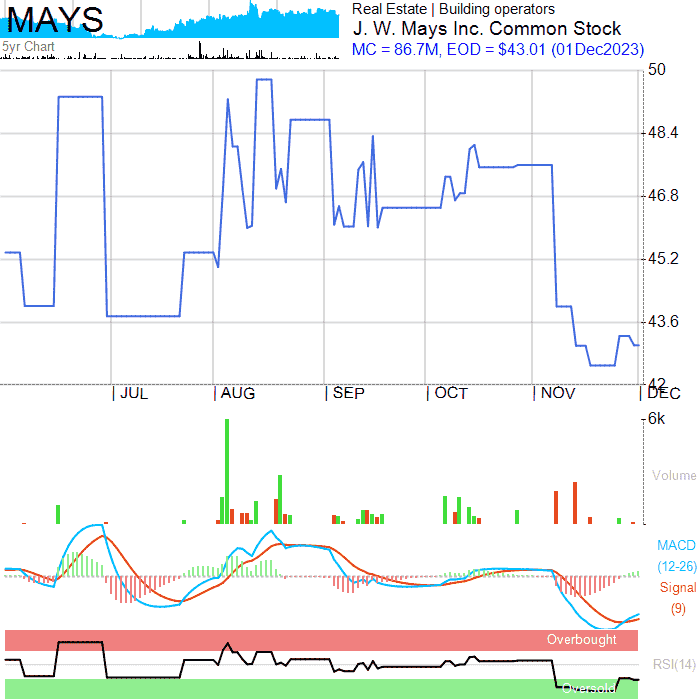 MAYS
5yr Chart
Real Estate | Building operators
J. W. Mays Inc. Common Stock
MC = 86.7M, EOD = $43.01 (01Dec2023)
50
48.4
46.8
45.2
43.6
42
JUL
AUG
SEP
OCT
NOV
DEC
6k
Volume
MACD
(12-26)
Signal
(9)
Overbought
RSI(14)
Oversold